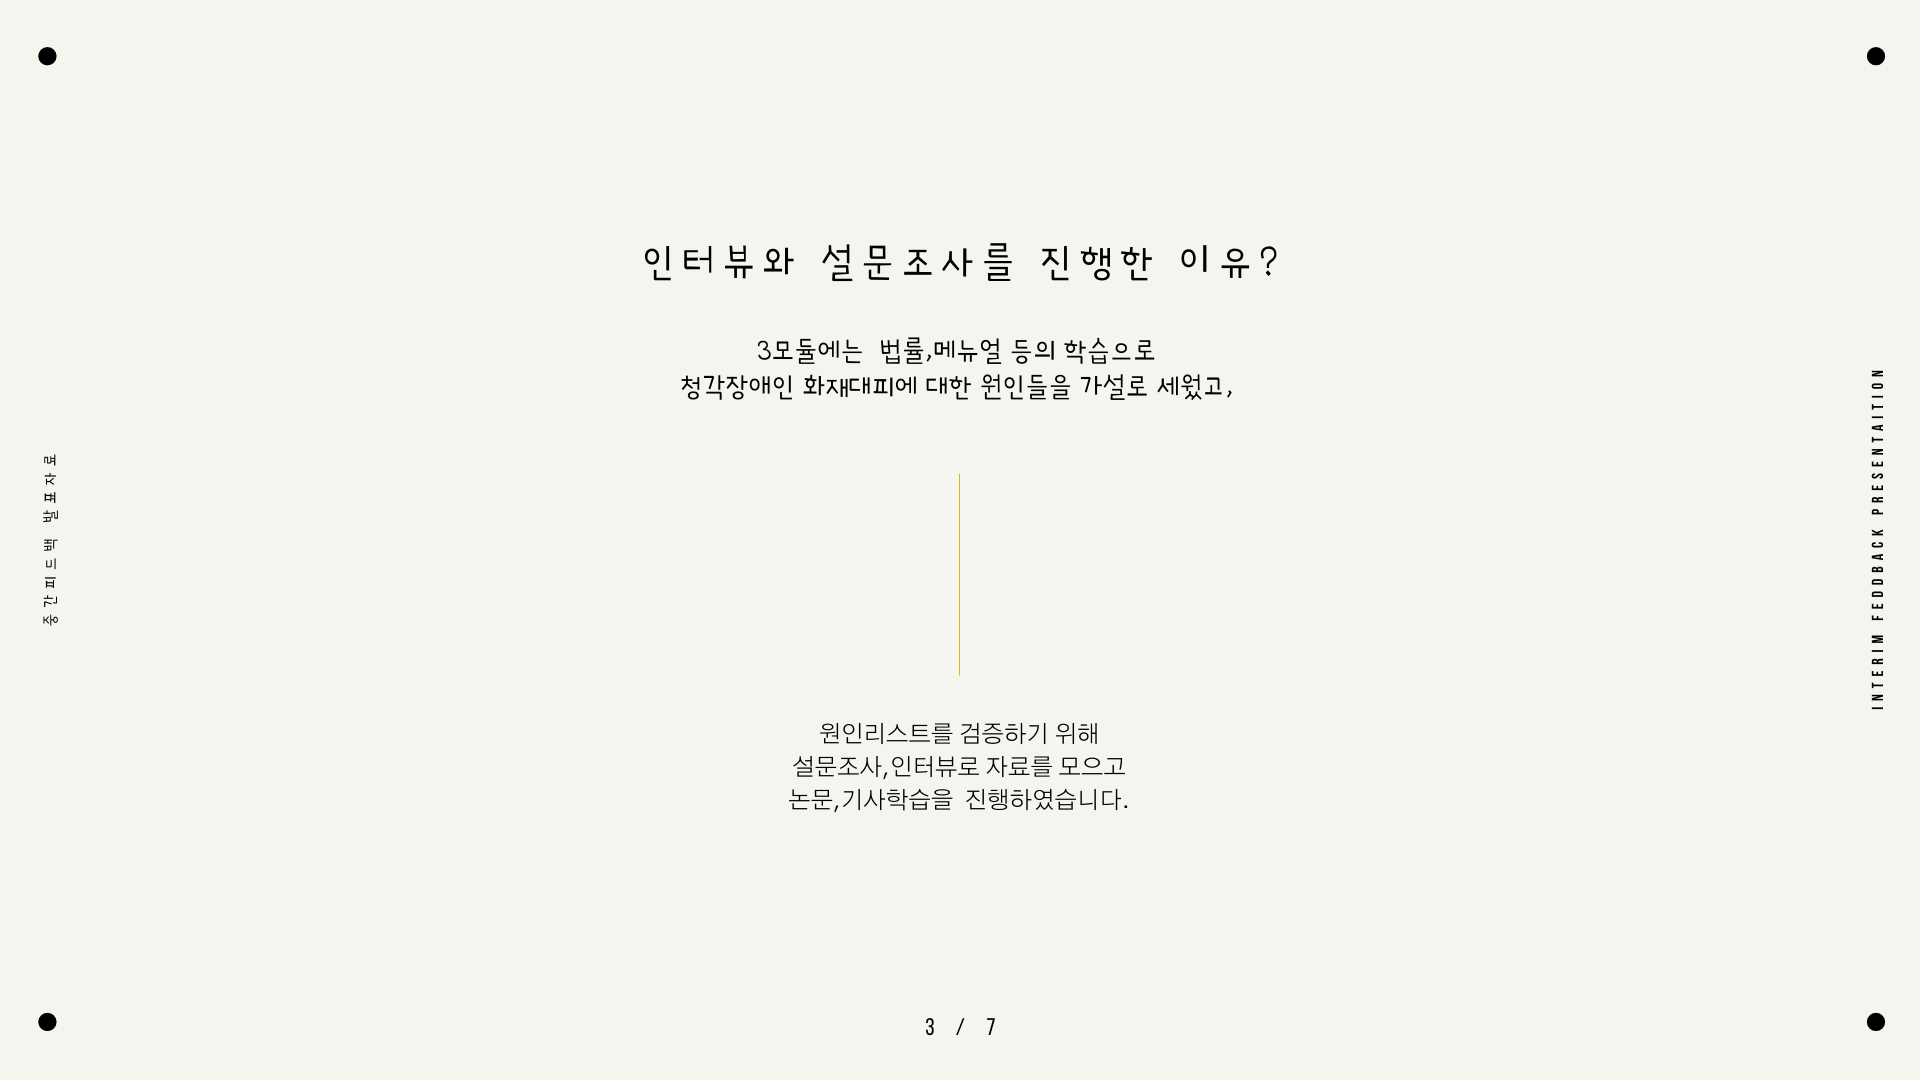 인터뷰와 설문조사를 진행한 이유?
3모듈에는 법률,메뉴얼 등의 학습으로
청각장애인 화재대피에 대한 원인들을 가설로 세웠고,
원인리스트를 검증하기 위해
설문조사,인터뷰로 자료를 모으고
논문,기사학습을 진행하였습니다.
중간피드백 발표자료
INTERIM FEDDBACK PRESENTAITION
3 / 7